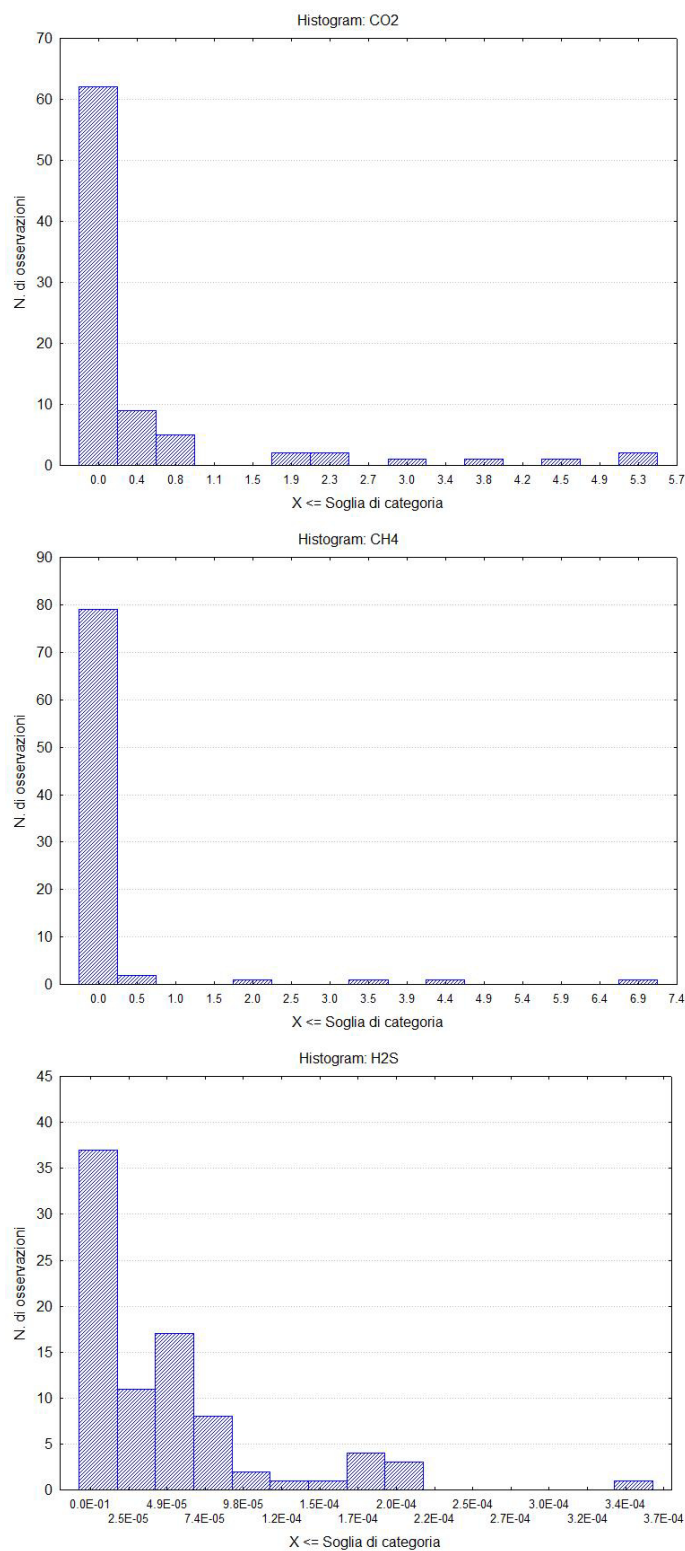 Histogram: CO2
70
60
50
40
30
20
10
0
N. di osservazioni
0.0 0.4 0.8 1.1 1.5 1.9 2.3 2.6 3.0 3.4 3.8 4.2 4.5 4.9 5.3 5.7
X <= Soglia di categoria
Histogram: CH4
90
80
70
60
50
40
30
20
10
0
N. di osservazioni
0.0 0.5 1.0 1.5 2.0 2.5 3.0 3.5 3.9 4.4 4.9 5.4 5.9 6.4 6.9 7.4
X <= Soglia di categoria
Histogram: H2S
45
40
35
30
25
20
15
10
5
0
N. di osservazioni
0.0E-01 4.9E-05 9.8E-05 1.5E-04 2.0E-04 2.5E-04 3.0E-04 3.4E-04
2.5E-05 7.4E-05 1.2E-04 1.7E-04 2.2E-04 2.7E-04 3.2E-04 3.7E-04
X <= Soglia di categoria